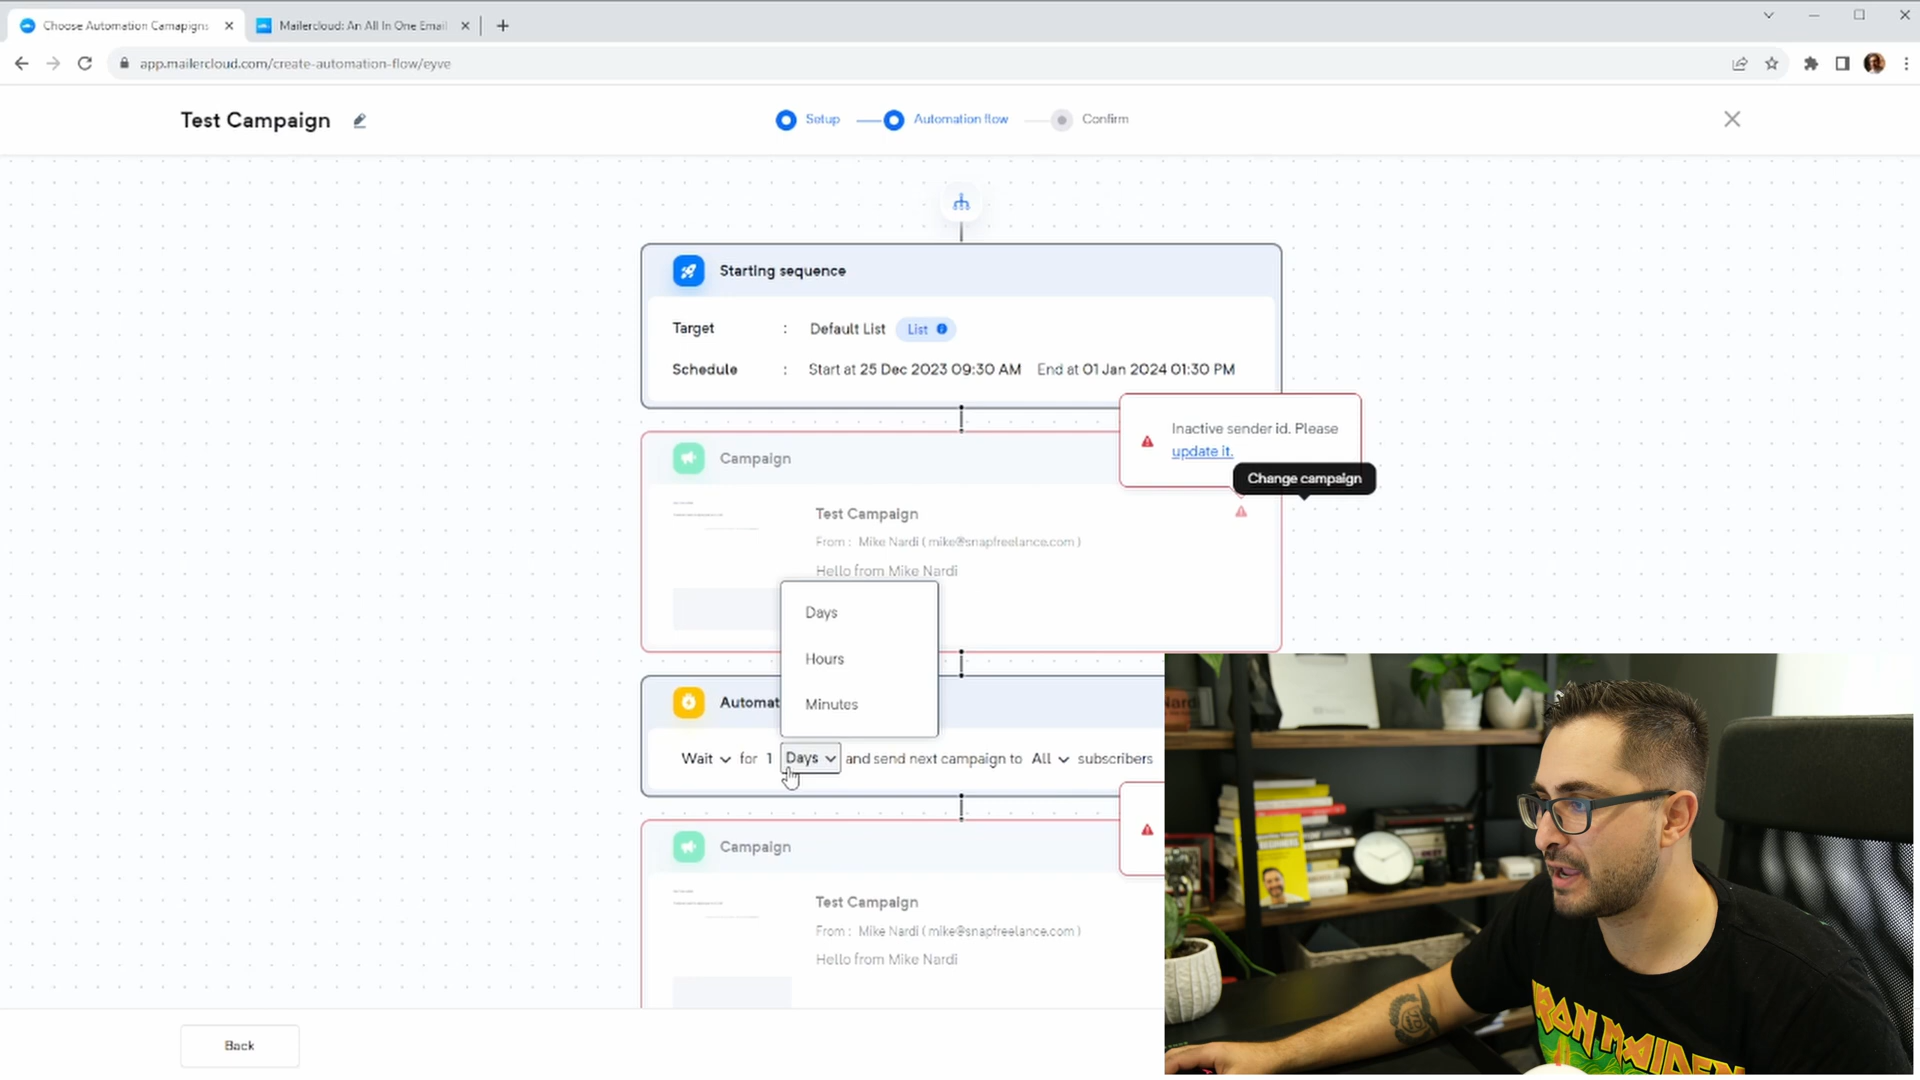 Choose Automation Camapigns
Mailercloud: An All In One Email
app.mailercloud.com/create-automation-flow/eyve
Test Campaign
Setup
Automation flow
Confirm
Starting sequence
Target : Default List List
Schedule : Start at 25 Dec 2023 09:30 AM End at 01 Jan 2024 01:30 PM
Inactive sender id. Please
update it.
Change campaign
Campaign
Test Campaign
From : Mike Nardi ( mike@snapfreelance.com )
Hello from Mike Nardi
Days
Hours
Minutes
Automat
Wait for 1 Days and send next campaign to All subscribers
Campaign
Test Campaign
From : Mike Nardi ( mike@snapfreelance.com )
Hello from Mike Nardi
Back
Nardi
IRON MAIDEN